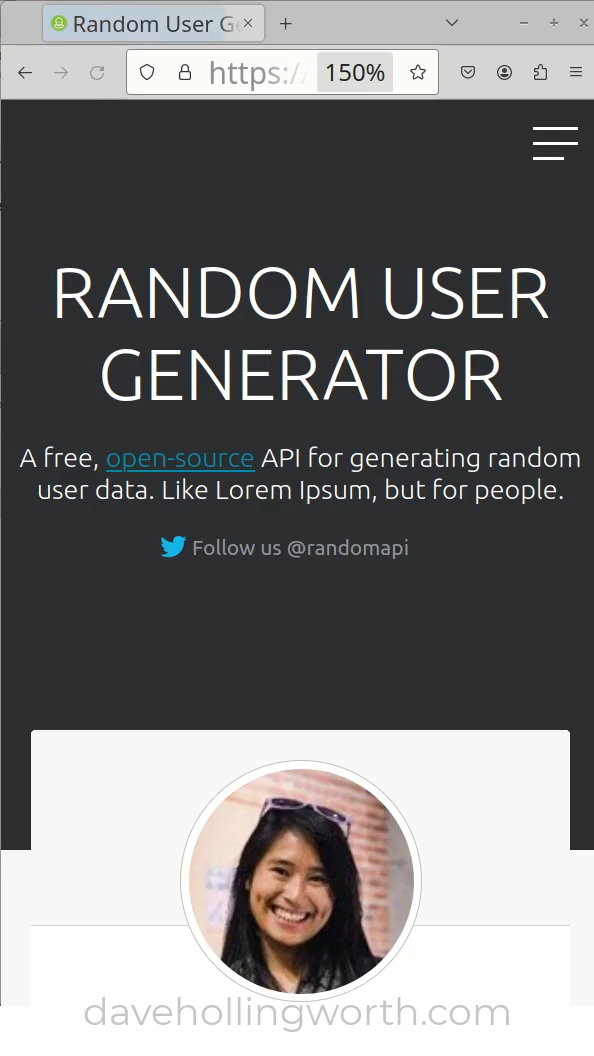 Random User Ge
https://
150%
RANDOM USER
GENERATOR
A free, open-source API for generating random
user data. Like Lorem Ipsum, but for people.
Follow us @randomapi
davehollingworth.com